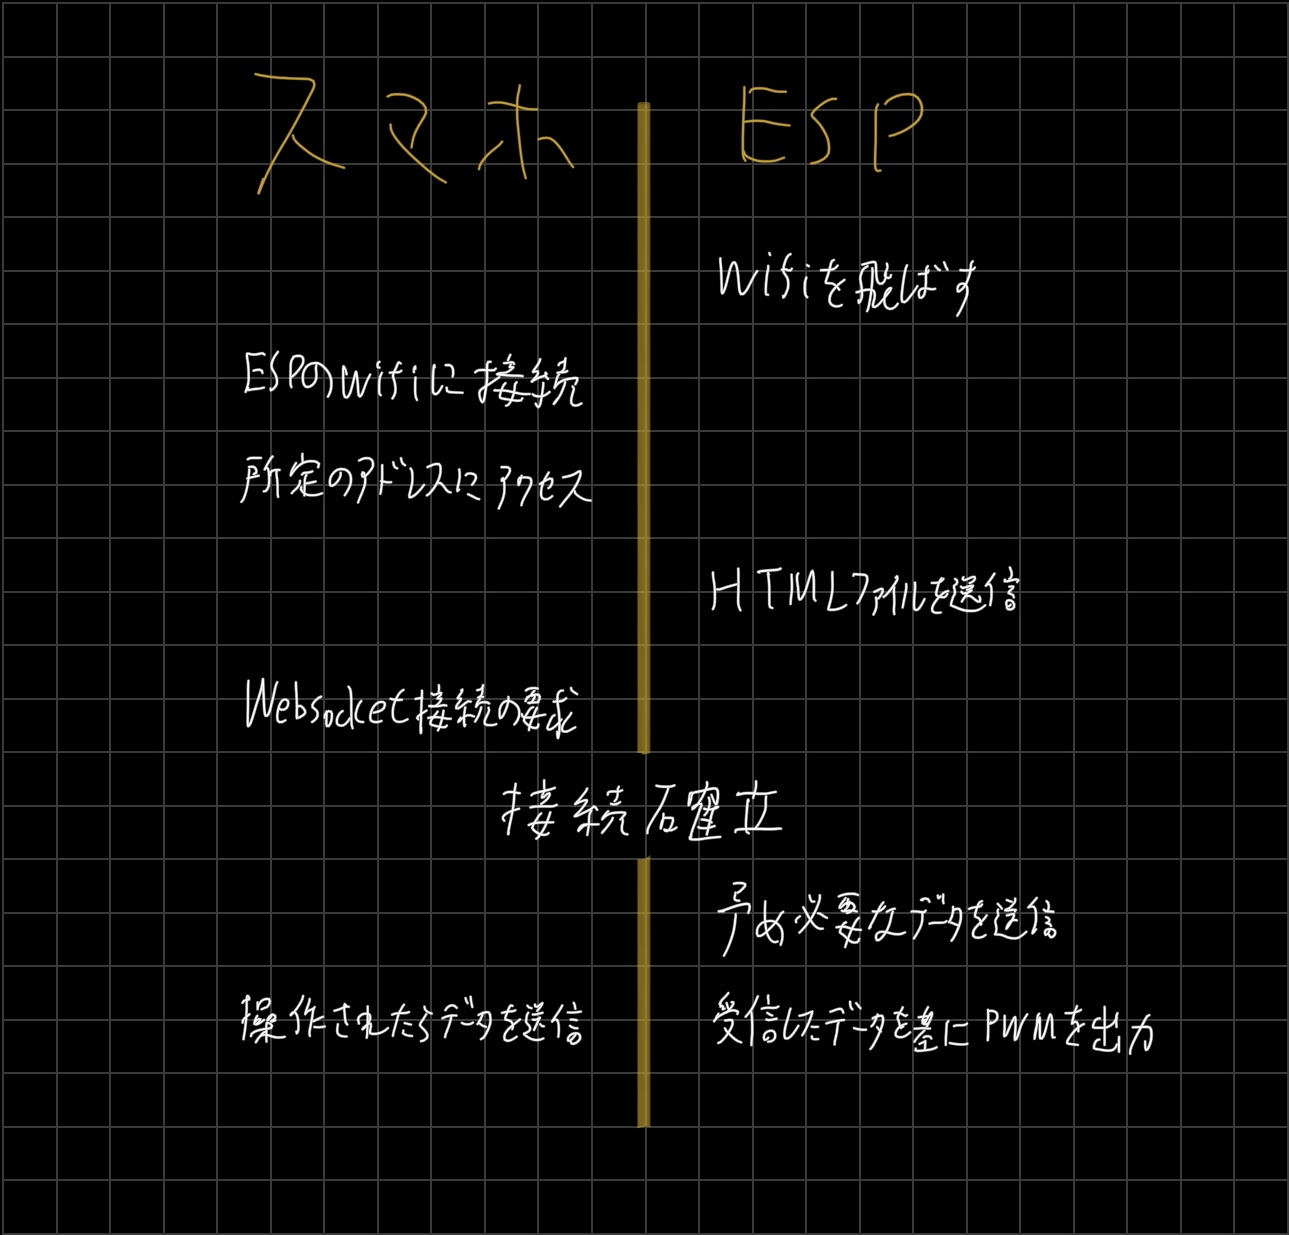 スマホ
ESP
Wifiを飛ばす
ESPのwifiに接続
所定のアドレスにアクセス
HTMLファイルを送信
Websocket接続の要求
接続確立
予め必要なデータを送信
操作されたらデータを送信
受信したデータを基にPWMを出力